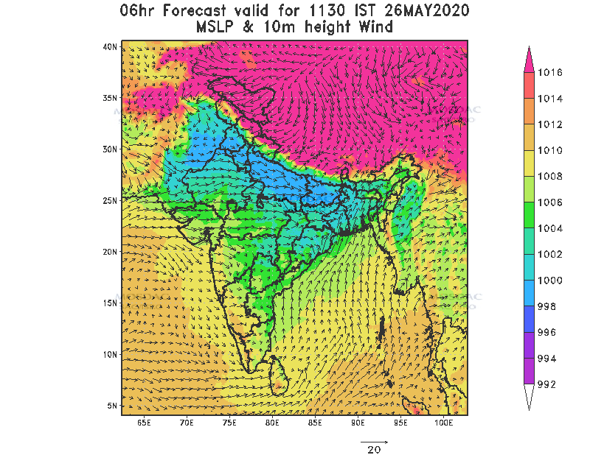 06hr Forecast valid for 1130 IST 26MAY2020
MSLP & 10m height Wind
40N
35N
30N
25N
20N
15N
10N
5N
65E 70E 75E 80E 85E 90E 95E 100E
20
1016
1014
1012
1010
1008
1006
1004
1002
1000
998
996
994
992